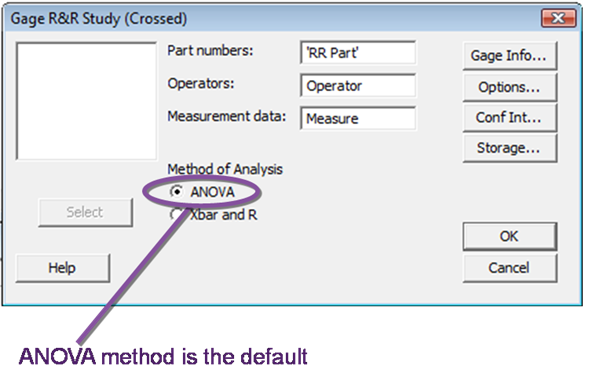 Gage R&R Study (Crossed)
Part numbers:
'RR Part'
Gage Info...
Operators:
Operator
Options...
Measurement data:
Measure
Conf Int...
Storage...
Method of Analysis
ANOVA
Xbar and R
Select
OK
Help
Cancel
ANOVA method is the default